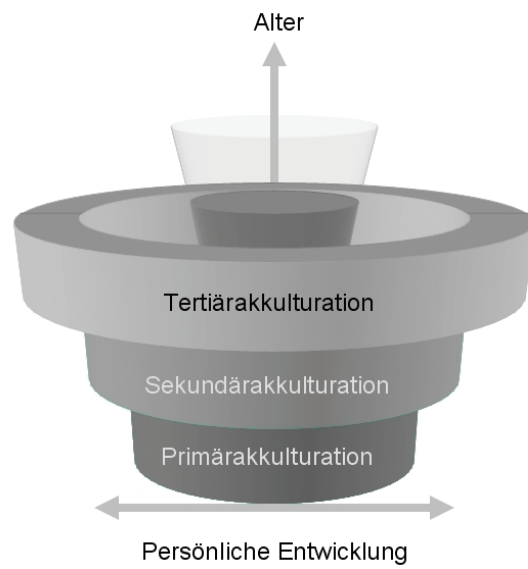 Alter
Tertiärakkulturation
Sekundärakkulturation
Primärakkulturation
Persönliche Entwicklung